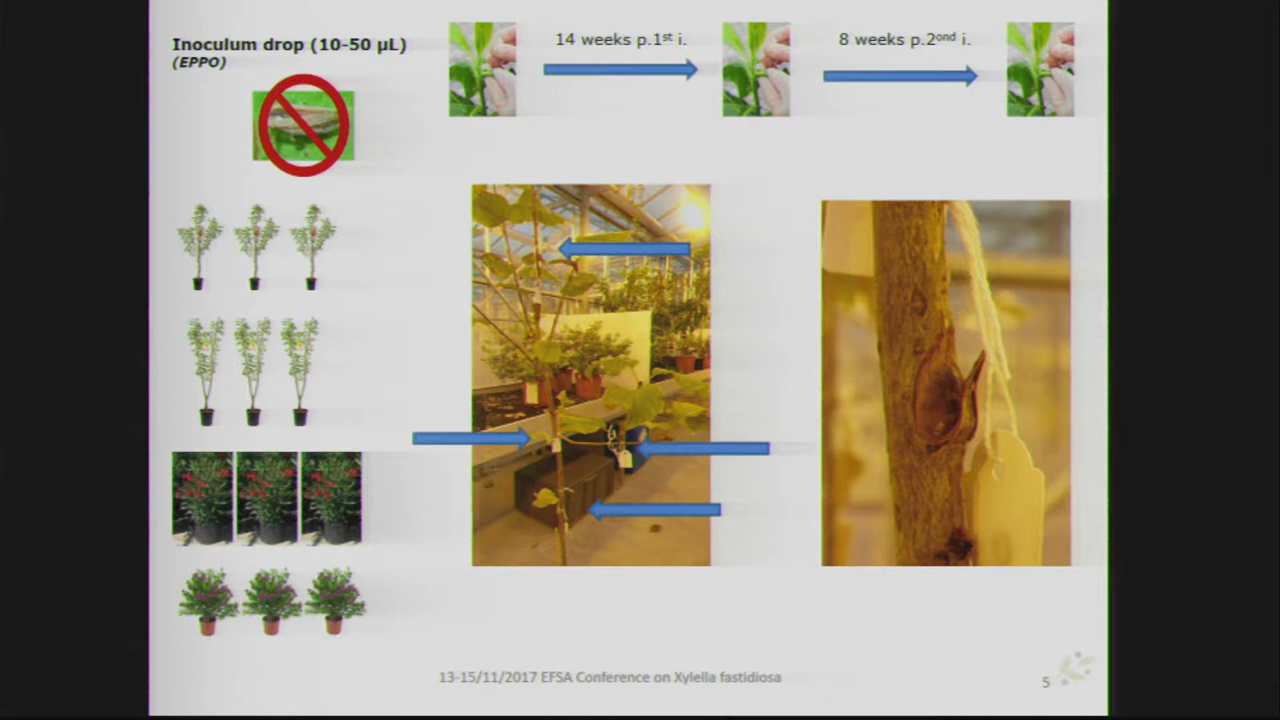 Inoculum drop (10-50 µL)
(EPPO)
14 weeks p.1st i.
8 weeks p.2ond i.
13-15/11/2017 EFSA Conference on Xylella fastidiosa
5